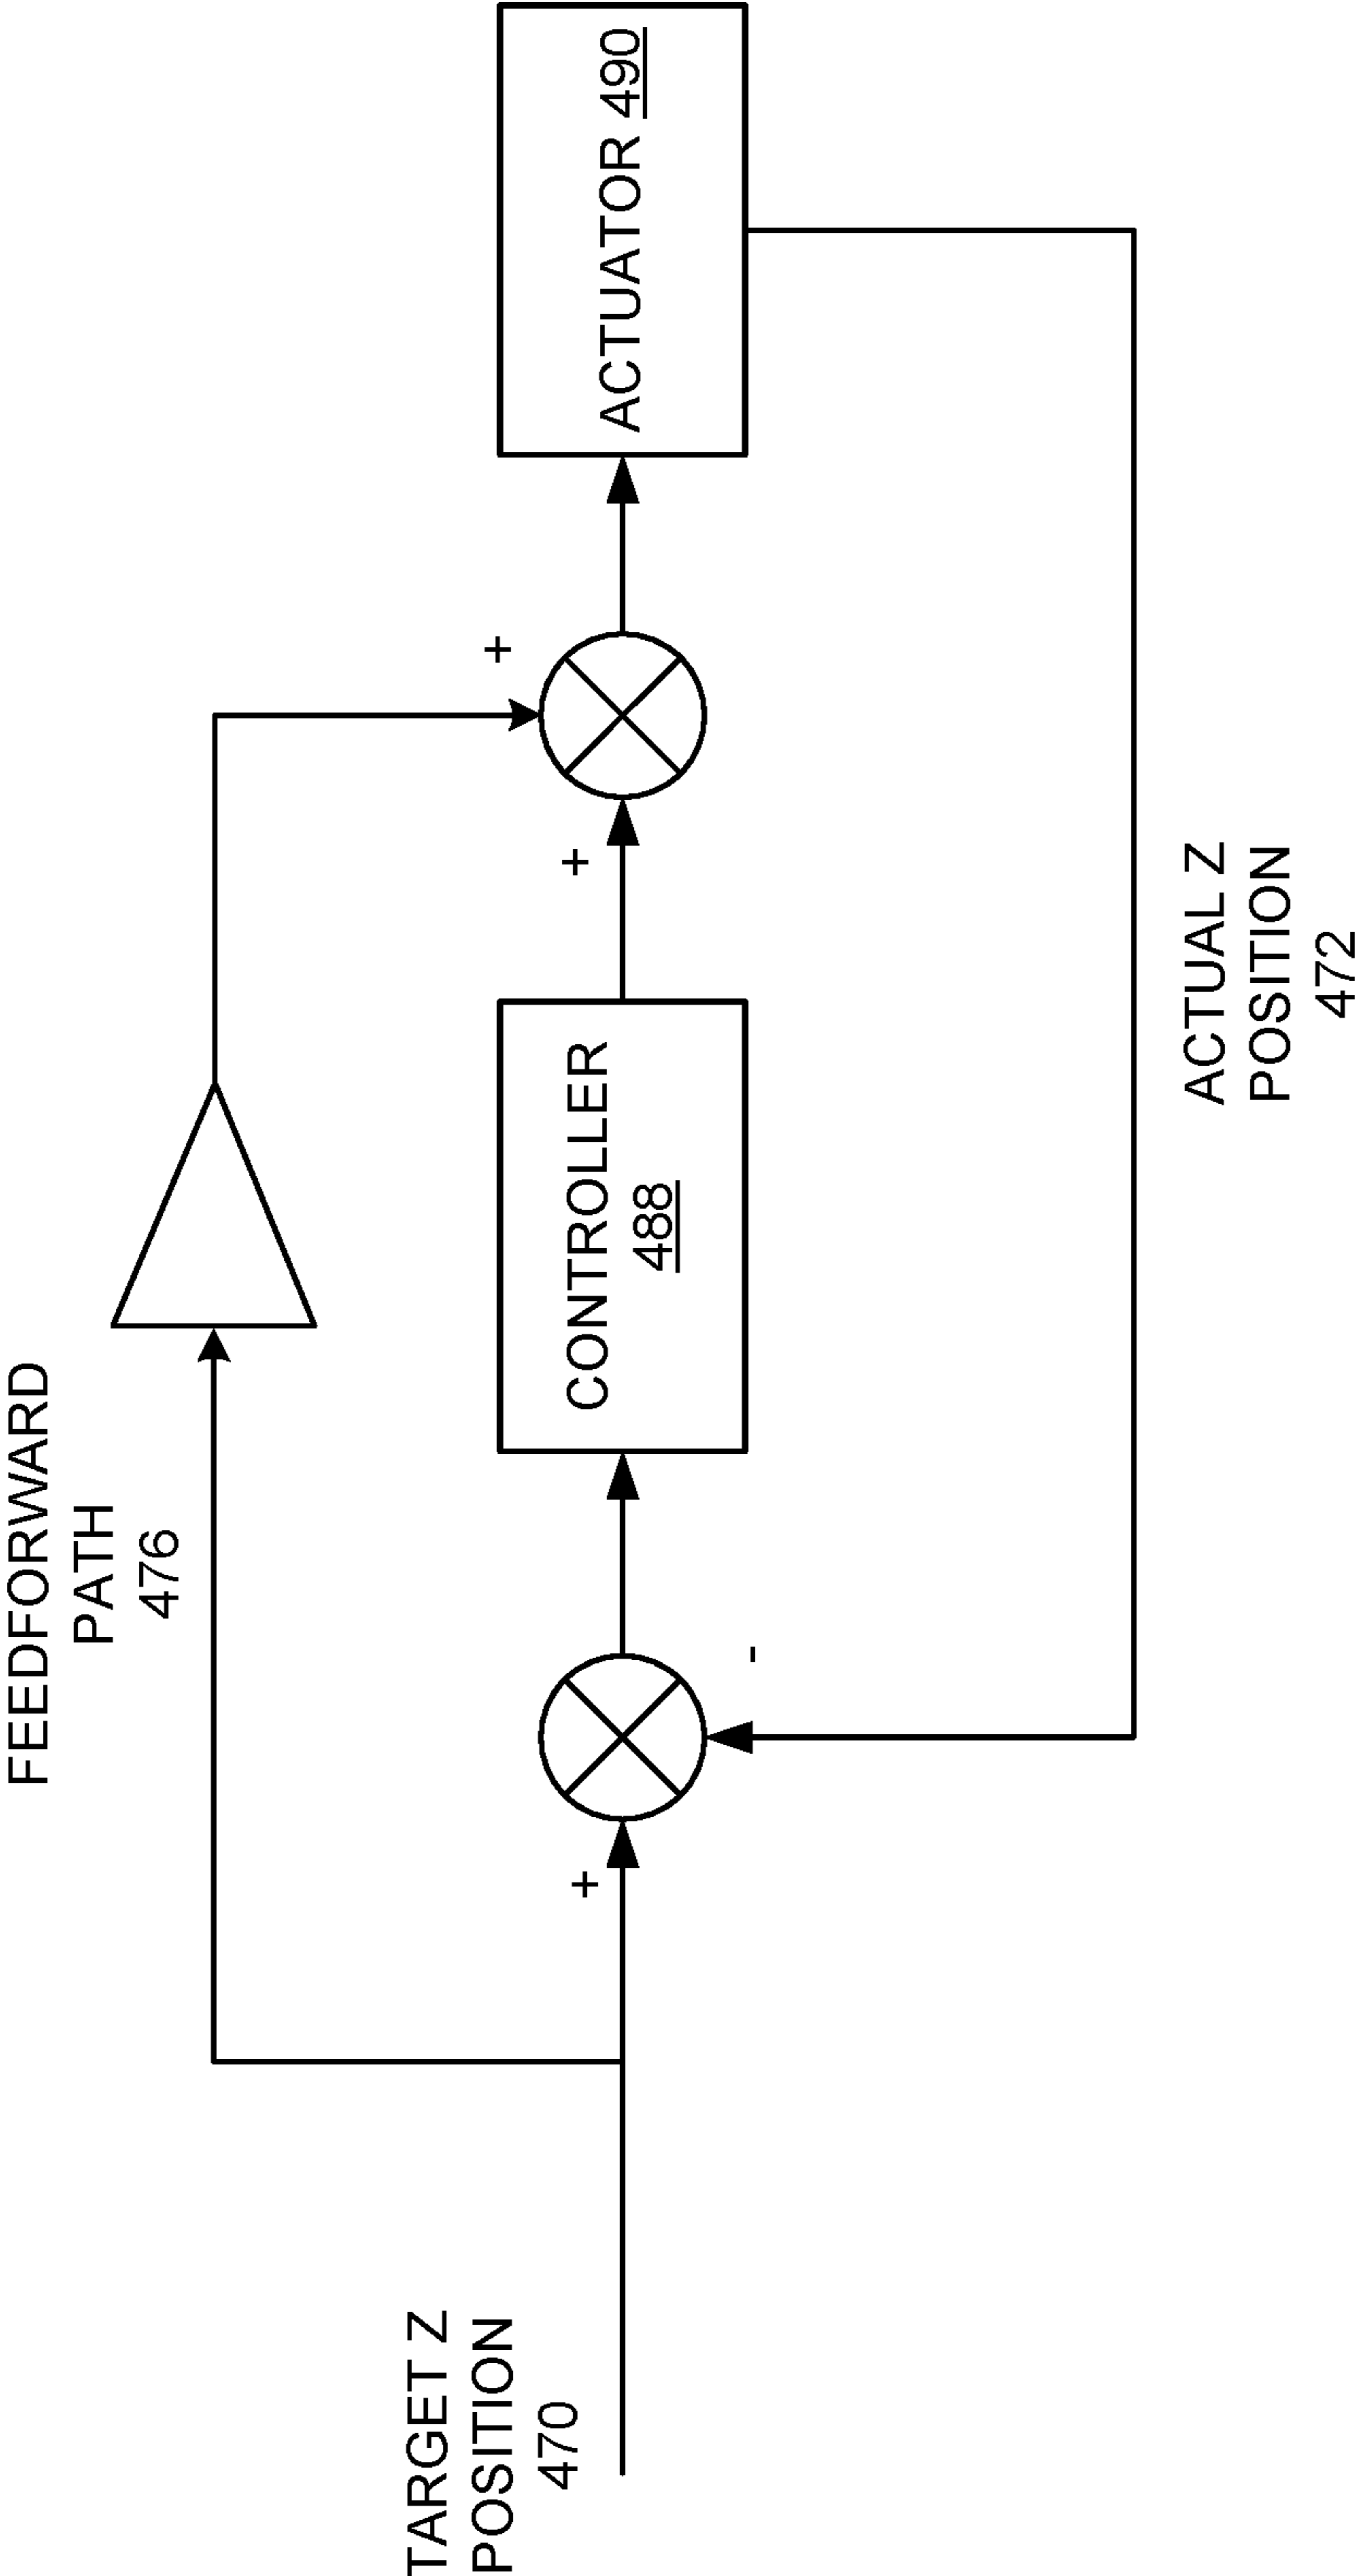 FEEDFORWARD
PATH
476
TARGET Z
POSITION
470
+
-
CONTROLLER
488
+
+
ACTUATOR 490
ACTUAL Z
POSITION
472